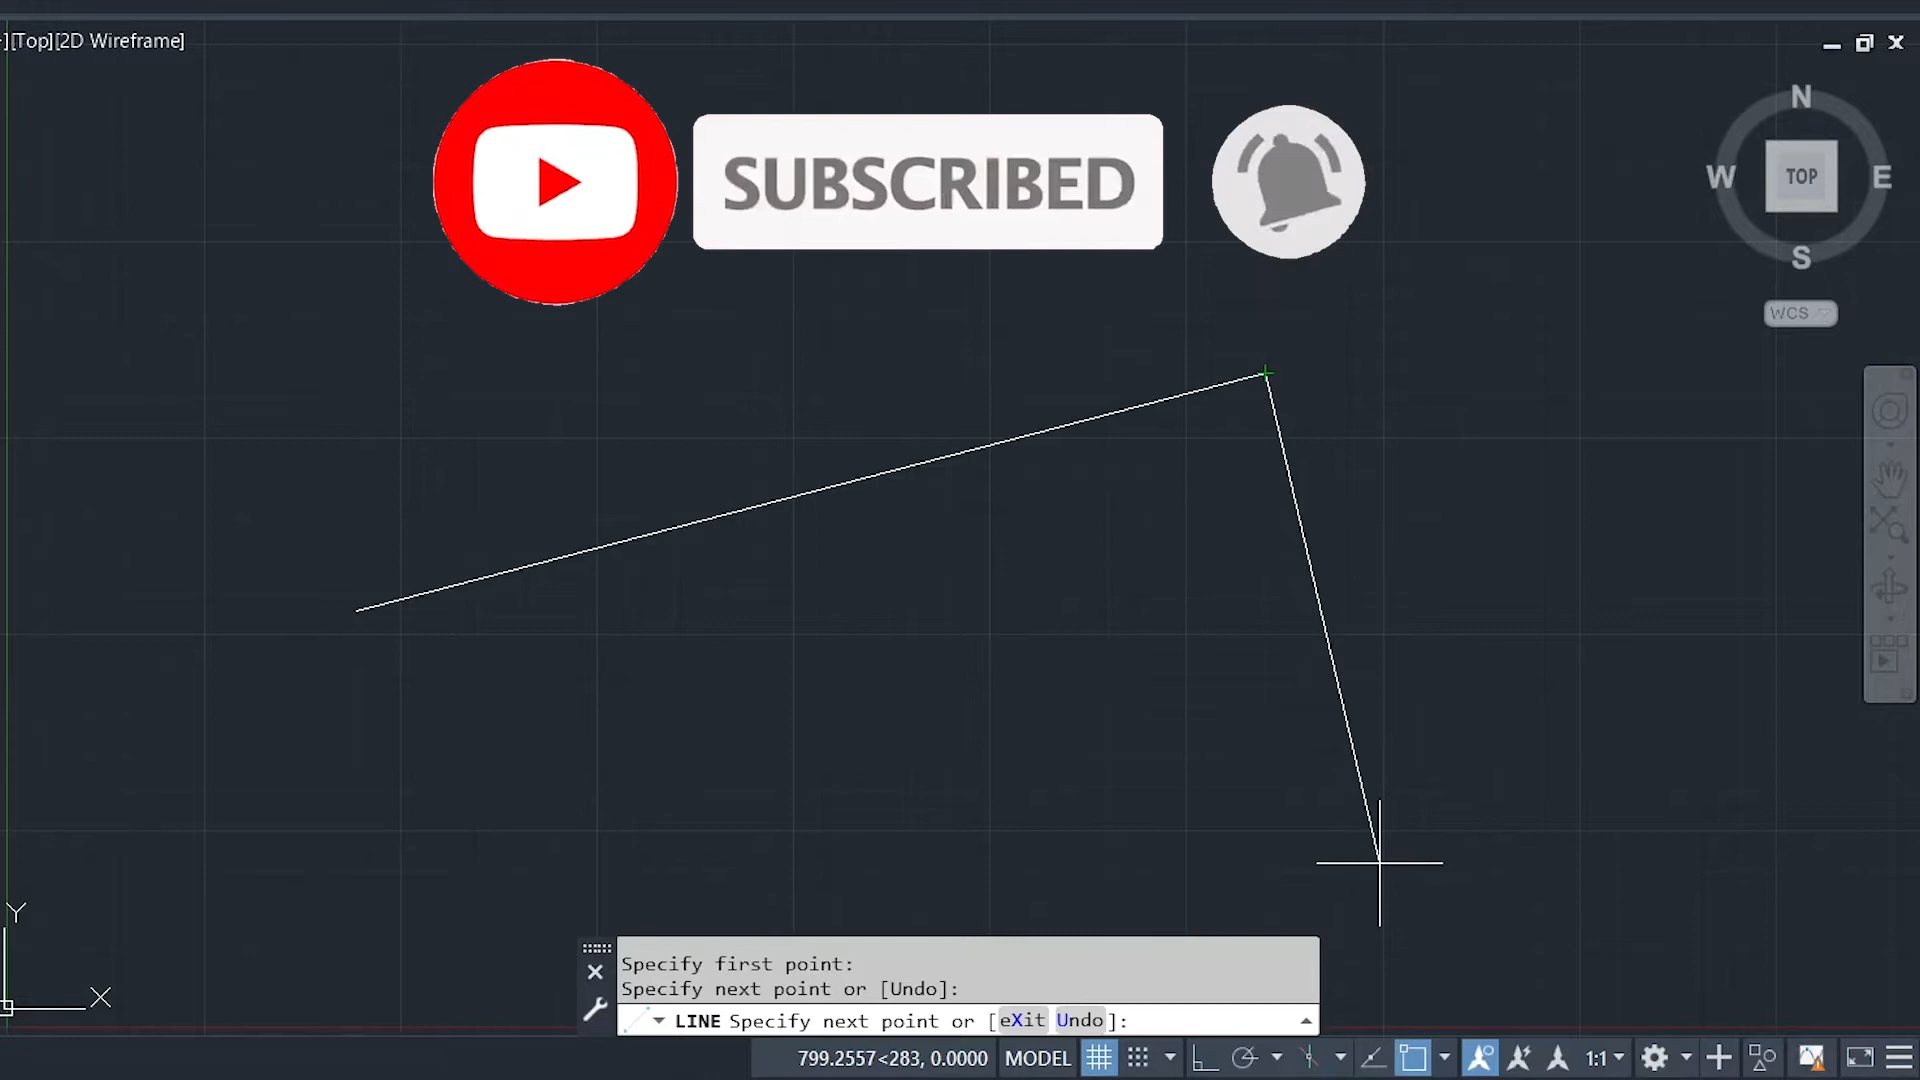 ][Top][2D Wireframe]
SUBSCRIBED
N
W
TOP
E
S
WCS
Y
X
Specify first point:
Specify next point or [Undo]:
LINE Specify next point or [eXit Undo]:
799.2557<283, 0.0000 MODEL 1:1